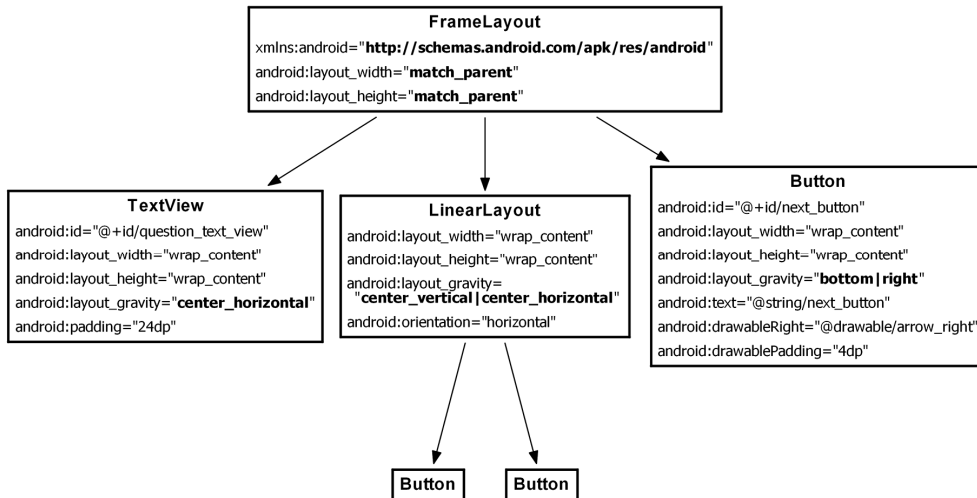 FrameLayout
xmlns:android="http://schemas.android.com/apk/res/android"
android:layout_width="match_parent"
android:layout_height="match_parent"
TextView
android:id="@+id/question_text_view"
android:layout_width="wrap_content"
android:layout_height="wrap_content"
android:layout_gravity="center_horizontal"
android:padding="24dp"
LinearLayout
android:layout_width="wrap_content"
android:layout_height="wrap_content"
android:layout_gravity=
"center_vertical|center_horizontal"
android:orientation="horizontal"
Button
android:id="@+id/next_button"
android:layout_width="wrap_content"
android:layout_height="wrap_content"
android:layout_gravity="bottom|right"
android:text="@string/next_button"
android:drawableRight="@drawable/arrow_right"
android:drawablePadding="4dp"
Button
Button